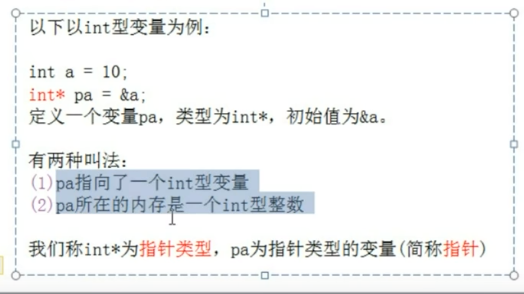 以下以int型变量为例：
int a = 10;
int* pa = &a;
定义一个变量pa，类型为int*，初始值为&a。
有两种叫法：
(1)pa指向了一个int型变量
(2)pa所在的内存是一个int型整数
我们称int*为指针类型，pa为指针类型的变量(简称指针)